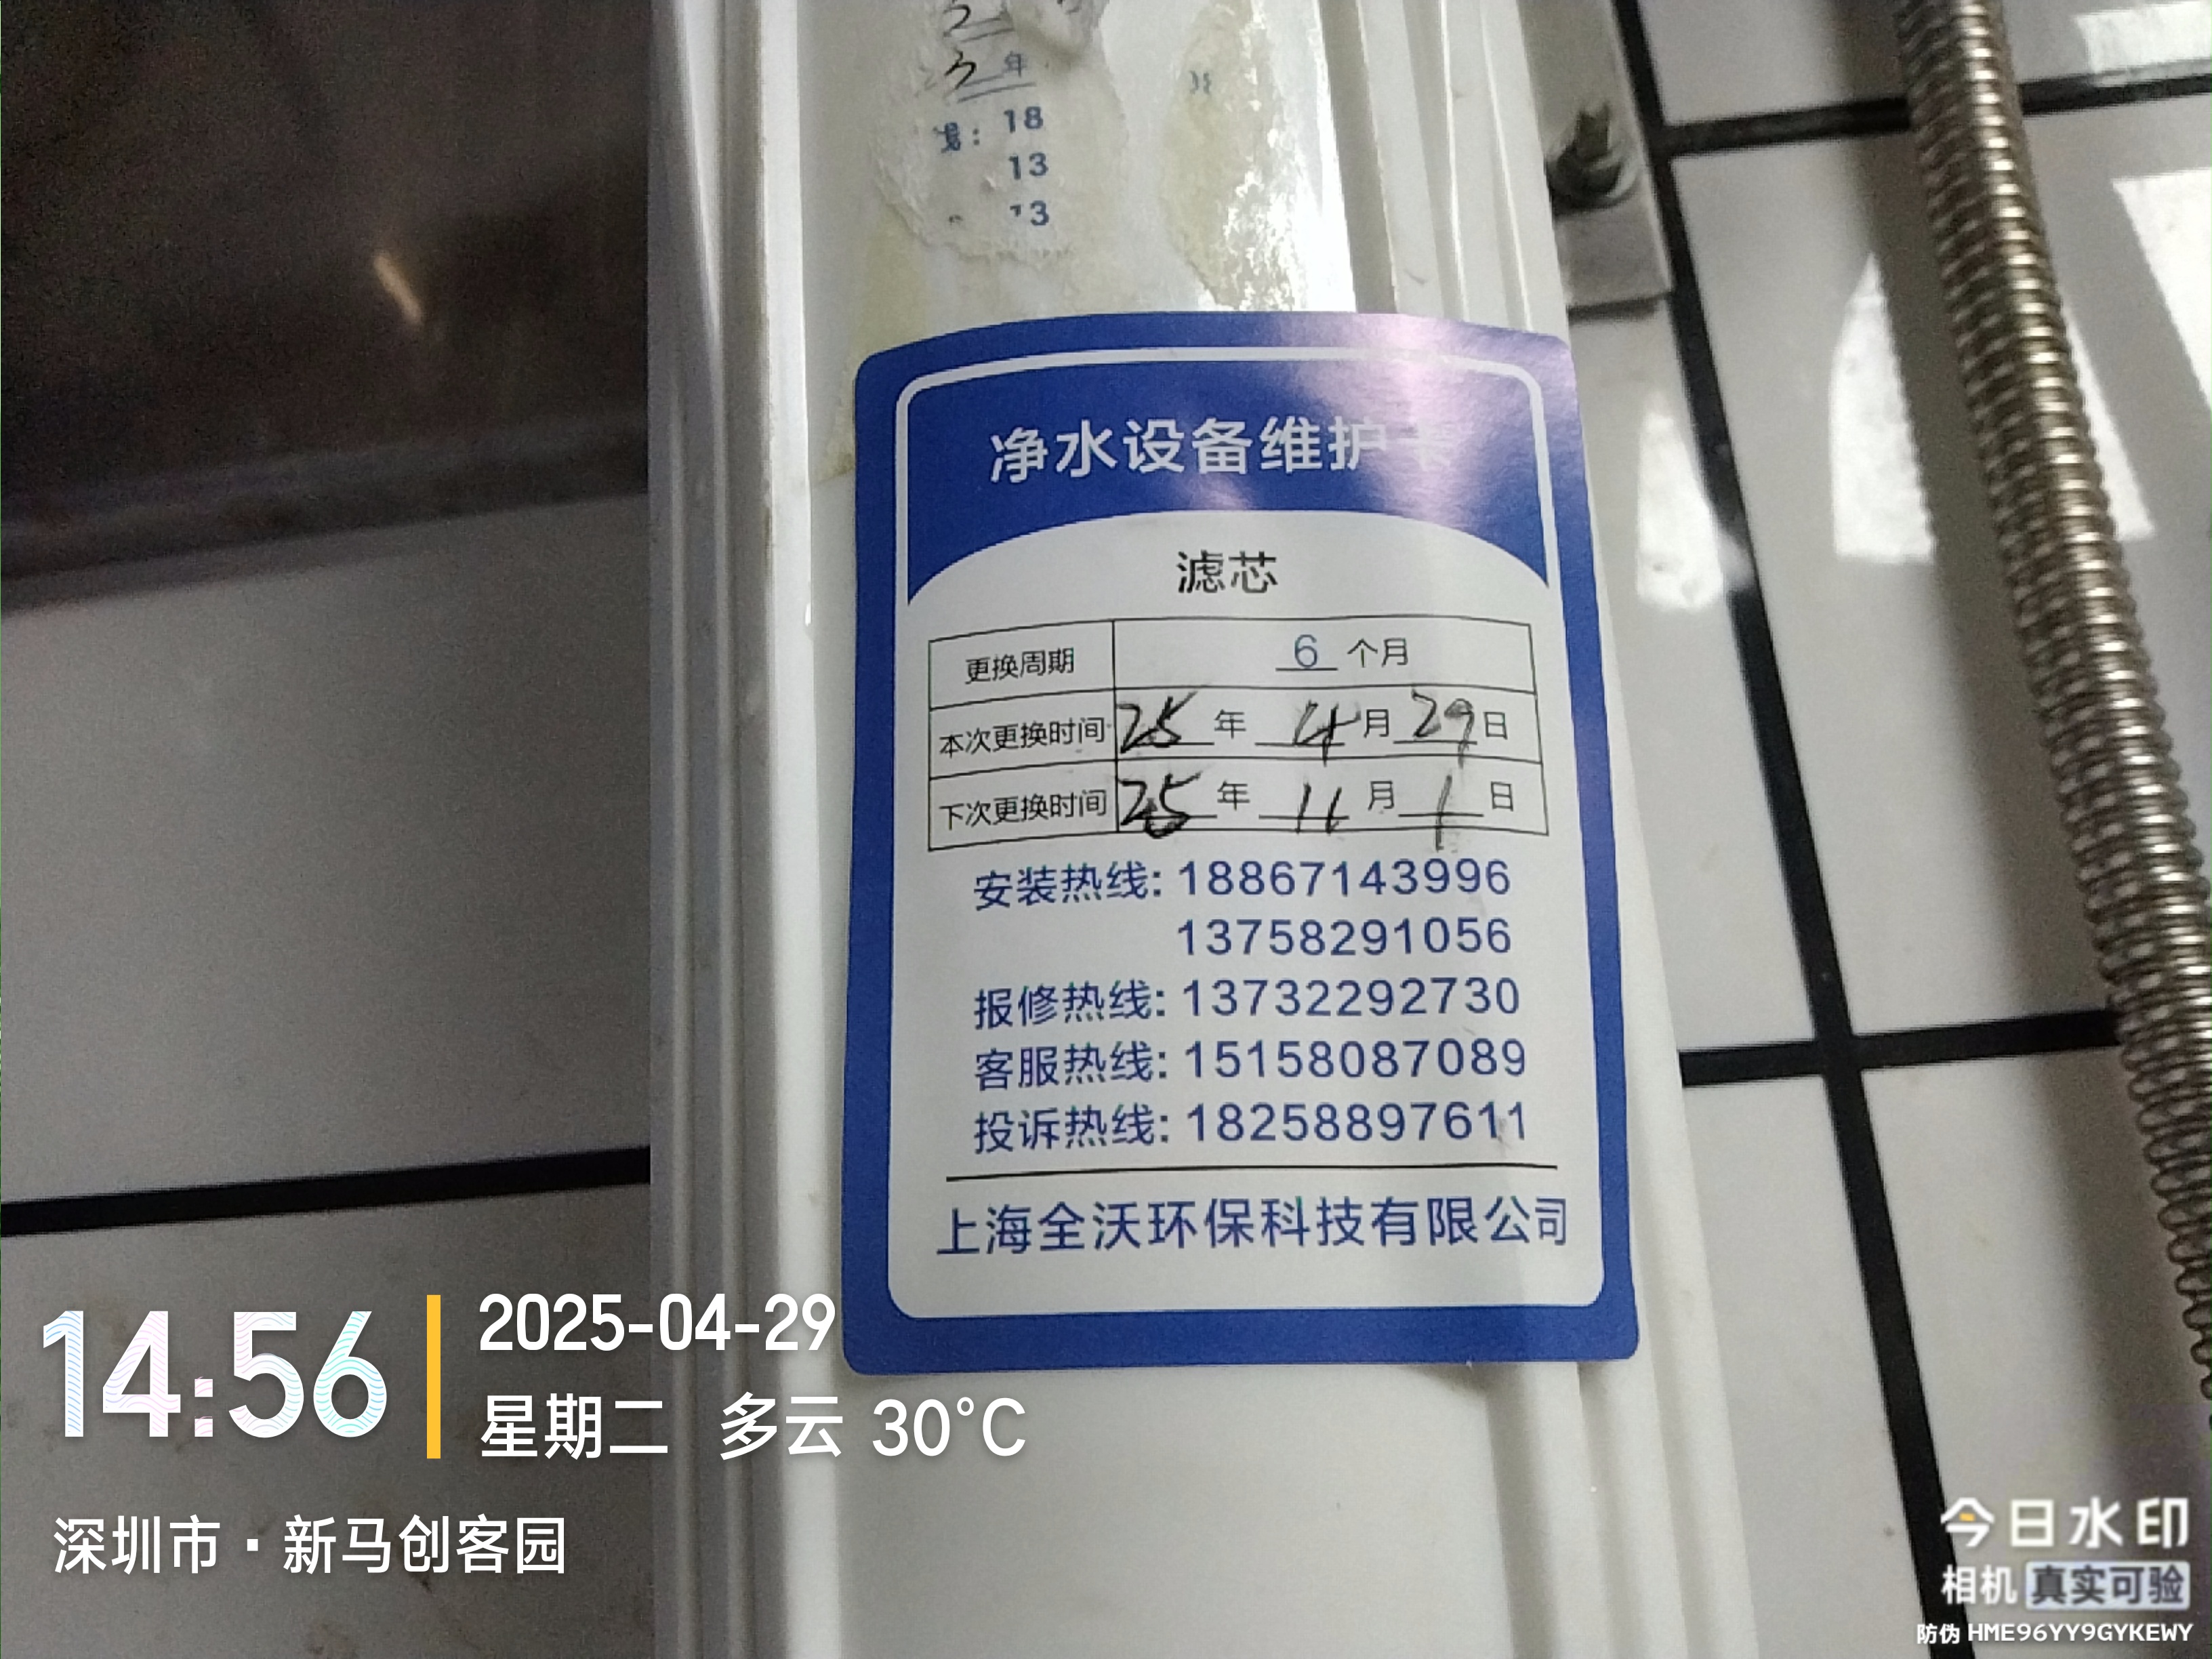 年
18
13
13
净水设备维护卡
滤芯
更换周期 6 个月
本次更换时间 25 年 4 月 29 日
下次更换时间 25 年 11 月 1 日
安装热线: 18867143996
13758291056
报修热线: 13732292730
客服热线: 15158087089
投诉热线: 18258897611
上海全沃环保科技有限公司
14:56
2025-04-29
星期二 多云 30°C
深圳市·新马创客园
今日水印
相机 真实可验
防伪 HME96YY9GYKEWY